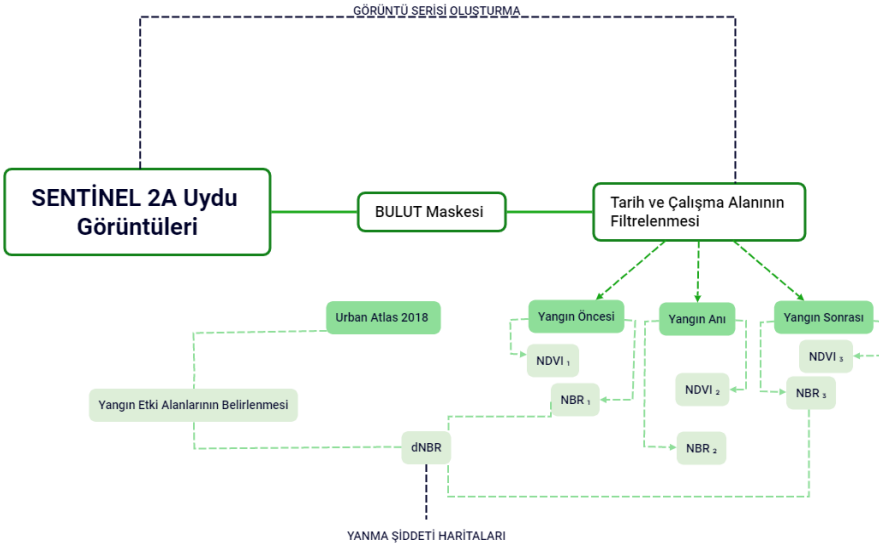 GÖRÜNTÜ SERİSİ OLUŞTURMA
SENTİNEL 2A Uydu
Görüntüleri
BULUT Maskesi
Tarih ve Çalışma Alanının
Filtrelenmesi
Urban Atlas 2018
Yangın Öncesi
Yangın Anı
Yangın Sonrası
NDVI ₁
NDVI ₃
NDVI ₂
NBR ₁
NBR ₃
Yangın Etki Alanlarının Belirlenmesi
dNBR
NBR ₂
YANMA ŞİDDETİ HARİTALARI